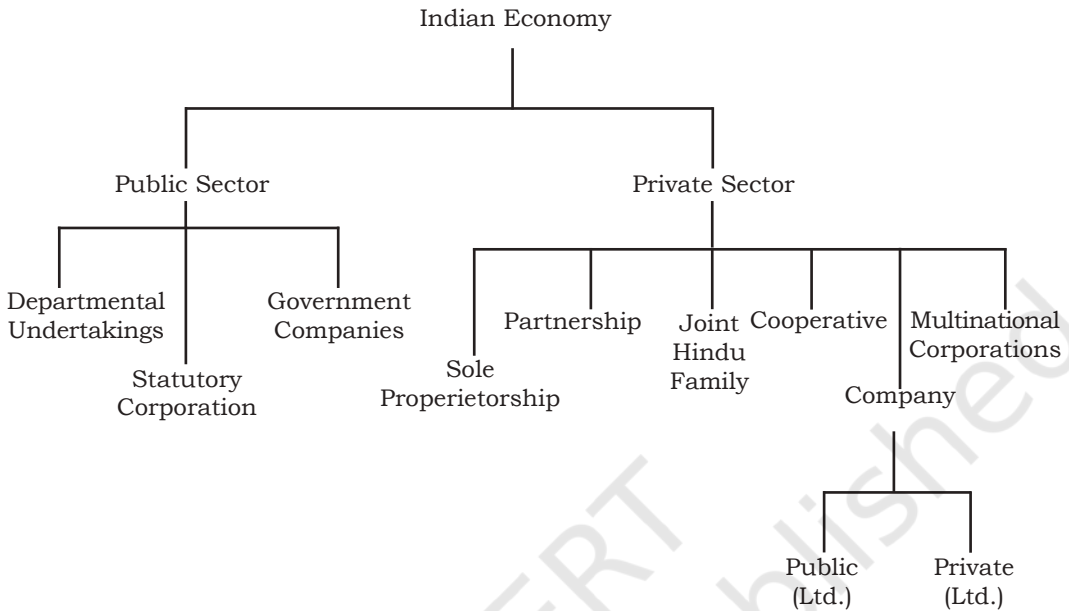 Indian Economy
Public Sector
Private Sector
Departmental
Undertakings
Statutory
Corporation
Government
Companies
Sole
Properietorship
Partnership
Joint
Hindu
Family
Cooperative
Company
Multinational
Corporations
Public
(Ltd.)
Private
(Ltd.)